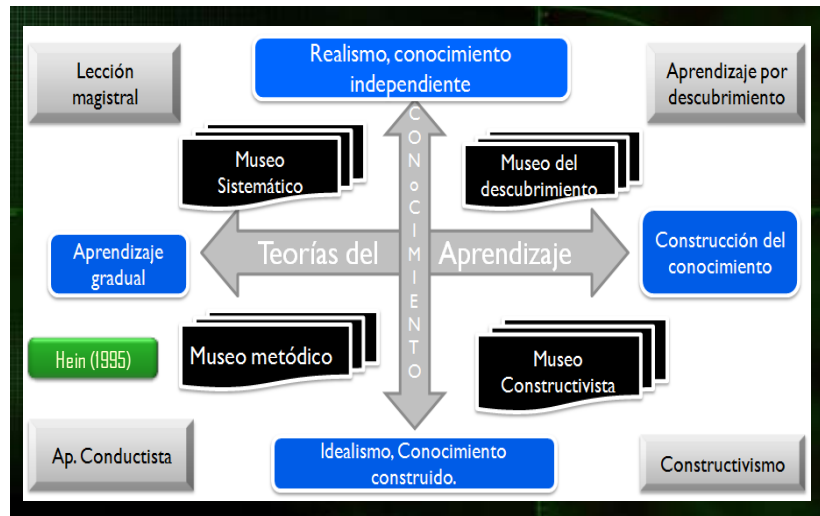 Lección
magistral
Realismo, conocimiento
independiente
Aprendizaje por
descubrimiento
CONoCIMIENTO
Museo
Sistemático
Museo del
descubrimiento
Aprendizaje
gradual
Teorías del Aprendizaje
Construcción del
conocimiento
Hein (1995)
Museo metódico
Museo
Constructivista
Ap. Conductista
Idealismo, Conocimiento
construido.
Constructivismo